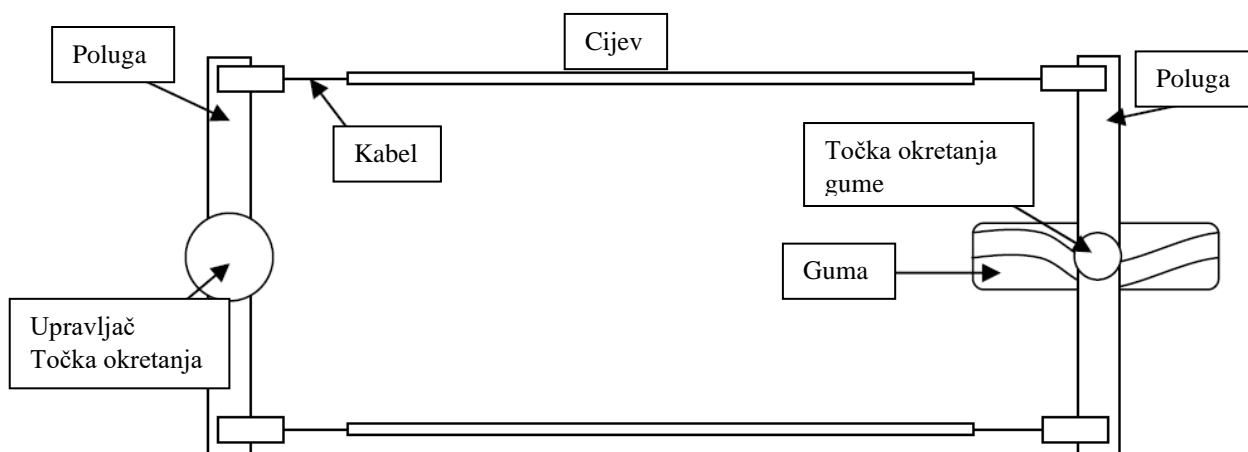 Cijev
Poluga
Poluga
Kabel
Točka okretanja
gume
Guma
Upravljač
Točka okretanja